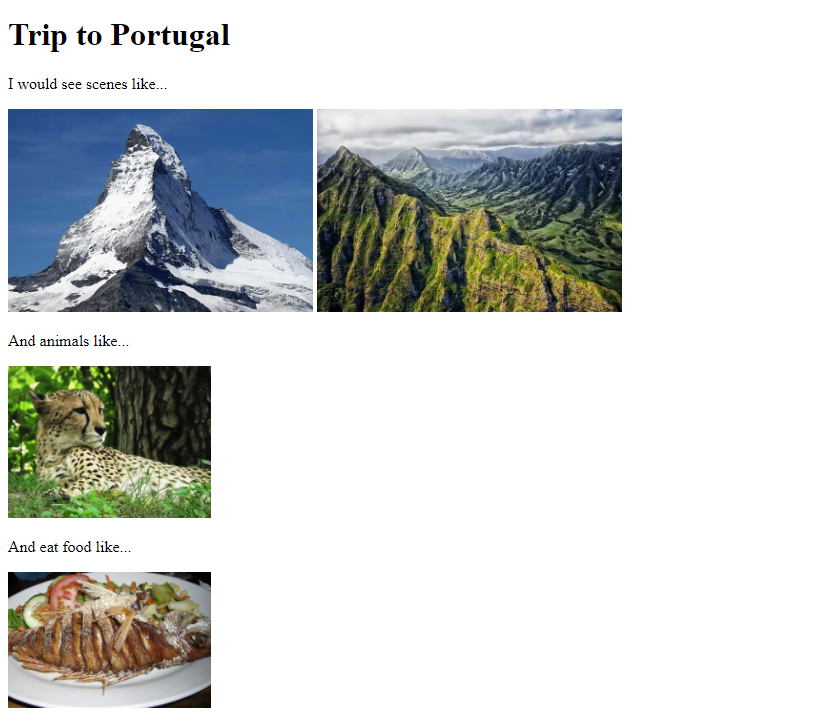 Trip to Portugal
I would see scenes like...
And animals like...
And eat food like...